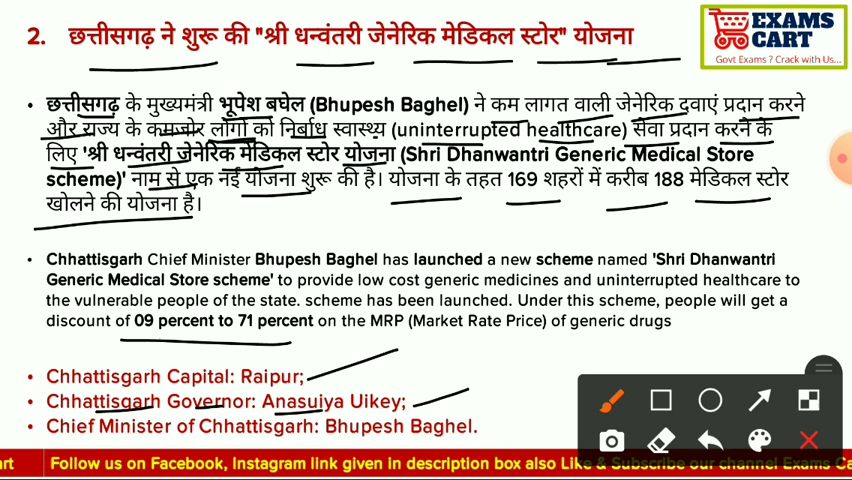 2. छत्तीसगढ़ ने शुरू की "श्री धन्वंतरी जेनेरिक मेडिकल स्टोर" योजना
EXAMS
CART
Govt Exams ? Crack with Us...
• छत्तीसगढ़ के मुख्यमंत्री भूपेश बघेल (Bhupesh Baghel) ने कम लागत वाली जेनेरिक दवाएं प्रदान करने
और राज्य के कमजोर लोगों को निर्बाध स्वास्थ्य (uninterrupted healthcare) सेवा प्रदान करने के
लिए 'श्री धन्वंतरी जेनेरिक मेडिकल स्टोर योजना (Shri Dhanwantri Generic Medical Store
scheme)' नाम से एक नई योजना शुरू की है। योजना के तहत 169 शहरों में करीब 188 मेडिकल स्टोर
खोलने की योजना है।
• Chhattisgarh Chief Minister Bhupesh Baghel has launched a new scheme named 'Shri Dhanwantri
Generic Medical Store scheme' to provide low cost generic medicines and uninterrupted healthcare to
the vulnerable people of the state. scheme has been launched. Under this scheme, people will get a
discount of 09 percent to 71 percent on the MRP (Market Rate Price) of generic drugs
• Chhattisgarh Capital: Raipur;
• Chhattisgarh Governor: Anasuiya Uikey;
• Chief Minister of Chhattisgarh: Bhupesh Baghel.
rt Follow us on Facebook, Instagram link given in description box also Like & Subscribe our channel Exams Ca